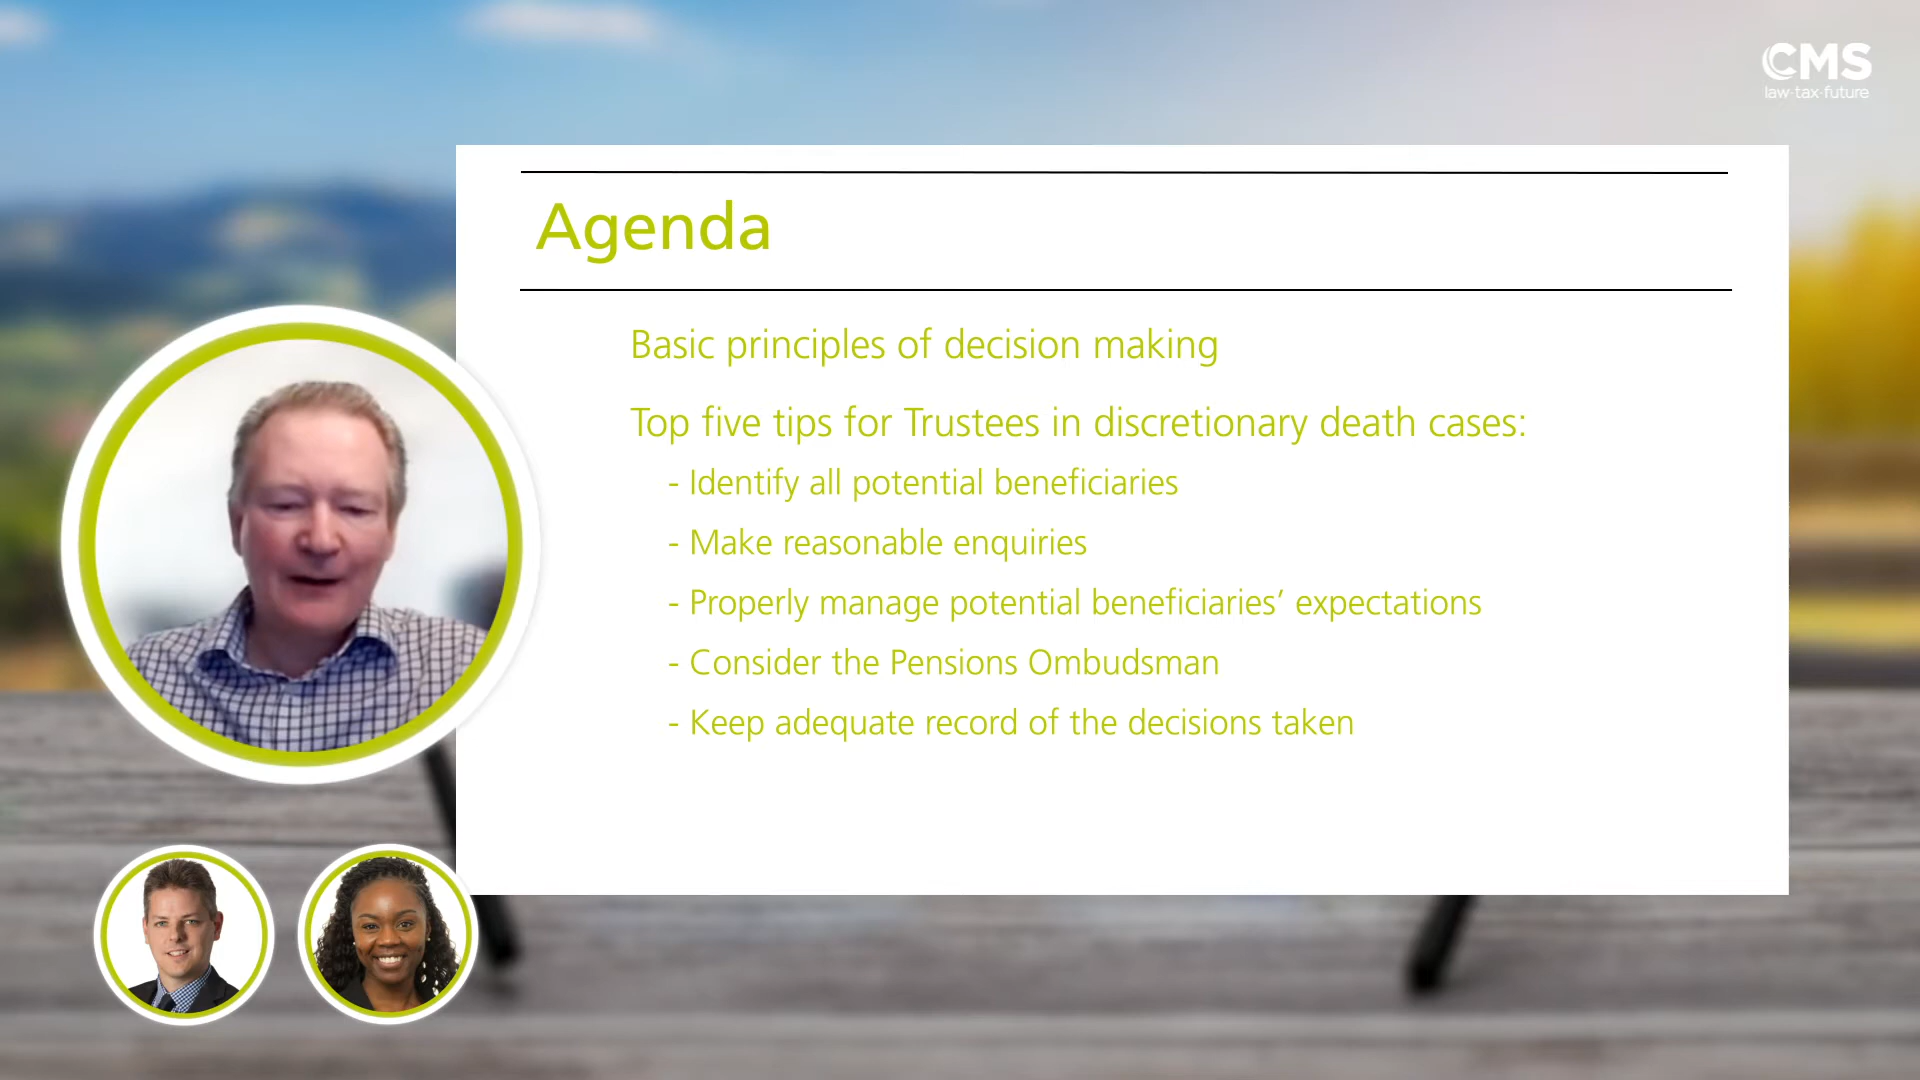 CMS
law·tax·future
Agenda
Basic principles of decision making
Top five tips for Trustees in discretionary death cases:
- Identify all potential beneficiaries
- Make reasonable enquiries
- Properly manage potential beneficiaries’ expectations
- Consider the Pensions Ombudsman
- Keep adequate record of the decisions taken